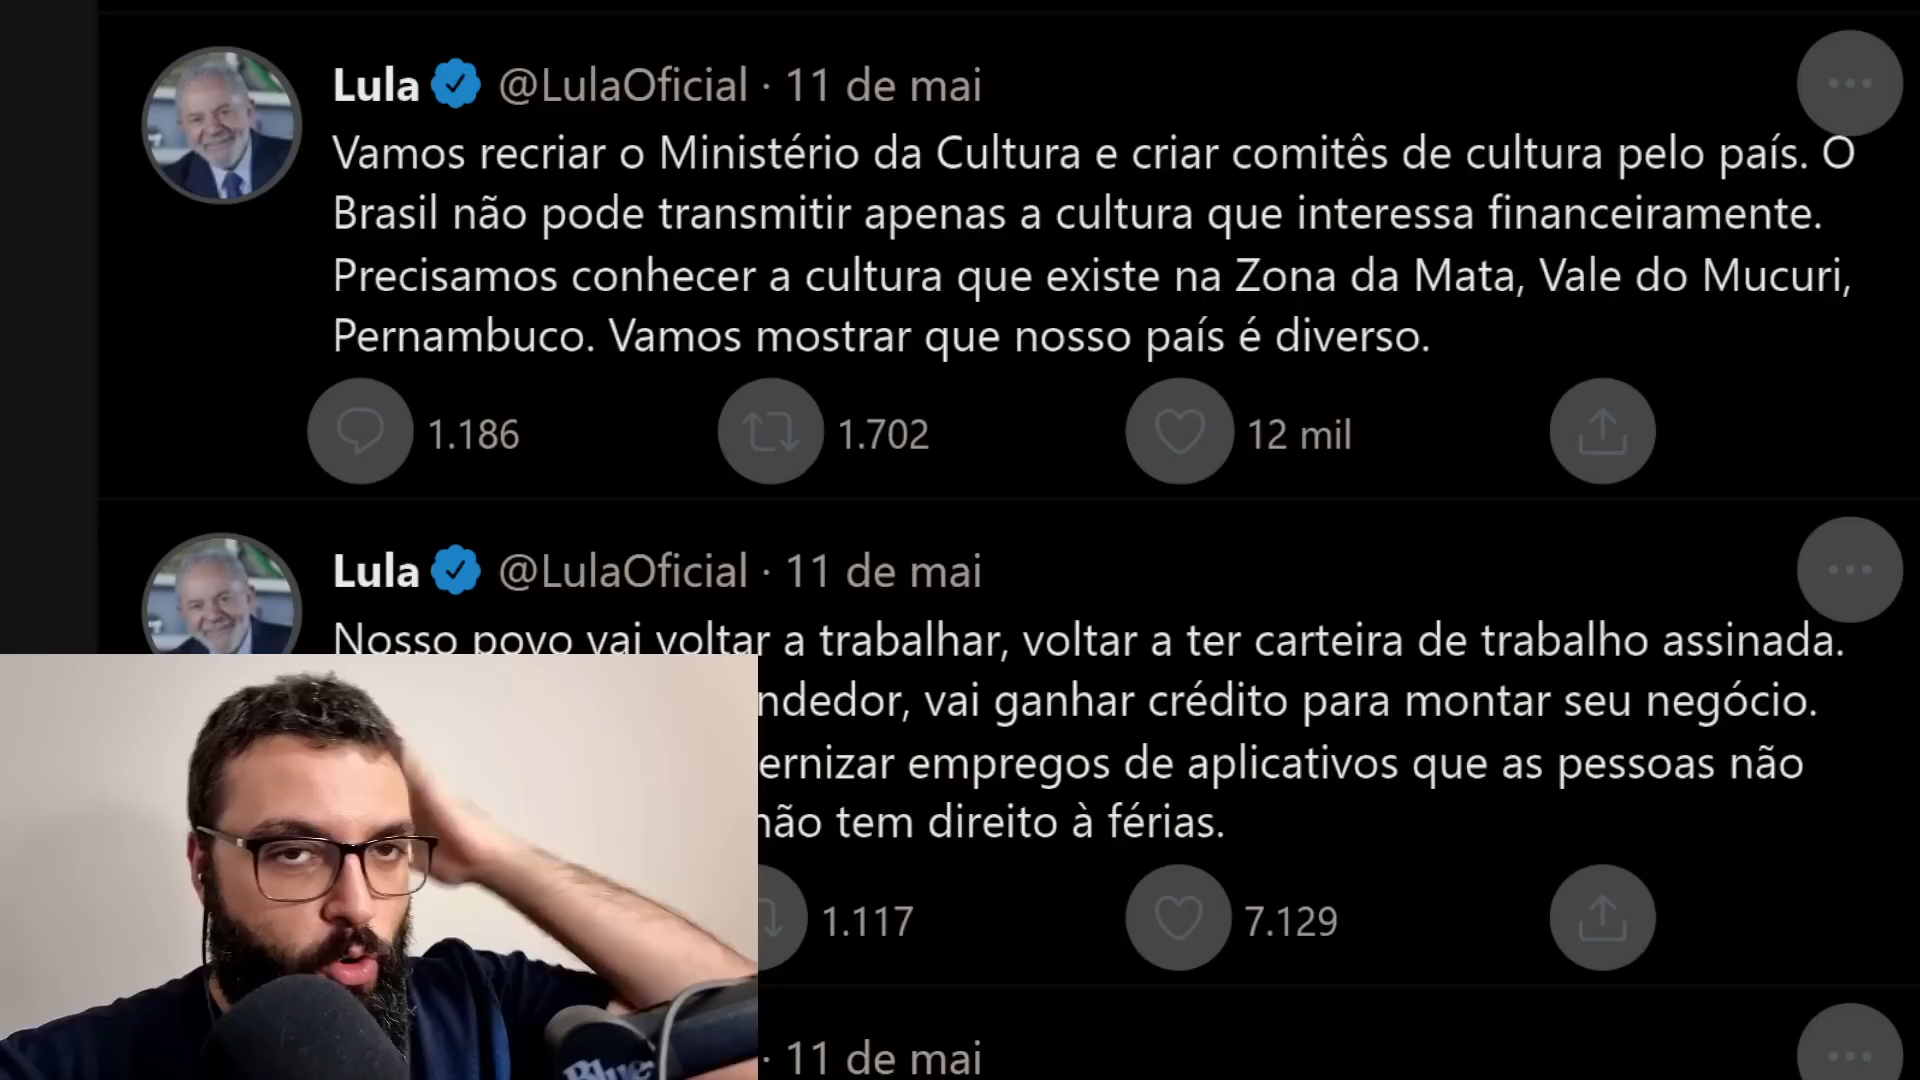 Lula @LulaOficial · 11 de mai
Vamos recriar o Ministério da Cultura e criar comitês de cultura pelo país. O
Brasil não pode transmitir apenas a cultura que interessa financeiramente.
Precisamos conhecer a cultura que existe na Zona da Mata, Vale do Mucuri,
Pernambuco. Vamos mostrar que nosso país é diverso.
1.186 1.702 12 mil
Lula @LulaOficial · 11 de mai
Nosso povo vai voltar a trabalhar, voltar a ter carteira de trabalho assinada.
ndedor, vai ganhar crédito para montar seu negócio.
ernizar empregos de aplicativos que as pessoas não
não tem direito à férias.
1.117 7.129
· 11 de mai
Blue